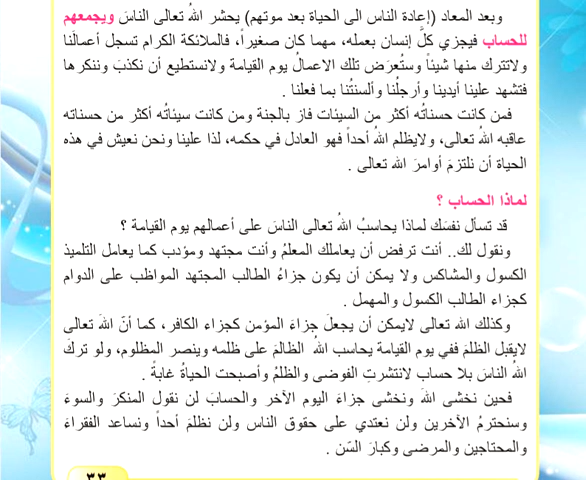 وبعد المعاد (إعادة الناس الى الحياة بعد موتهم) يحشر اللهُ تعالى الناسَ ويجمعهم
للحساب فيجزي كلَّ إنسان بعمله، مهما كان صغيراً، فالملائكة الكرام تسجل أعمالَنا
ولاتترك منها شيئاً وستُعرَض تلك الاعمالُ يوم القيامة ولانستطيع أن نكذبَ وننكرها
فتشهد علينا أيدينا وأرجلُنا وألسنتُنا بما فعلنا .
فمن كانت حسناتُه أكثر من السيئات فاز بالجنة ومن كانت سيئاتُه أكثر من حسناته
عاقبه اللهُ تعالى، ولايظلم اللهُ أحداً فهو العادل في حكمه، لذا علينا ونحن نعيش في هذه
الحياة أن نلتزمَ أوامرَ الله تعالى .
لماذا الحساب ؟
قد تسأل نفسَك لماذا يحاسبُ اللهُ تعالى الناسَ على أعمالهم يوم القيامة ؟
ونقول لك.. أنت ترفض أن يعاملك المعلمُ وأنت مجتهد ومؤدب كما يعامل التلميذ
الكسول والمشاكس ولا يمكن أن يكون جزاءُ الطالب المجتهد المواظب على الدوام
كجزاء الطالب الكسول والمهمل .
وكذلك الله تعالى لايمكن أن يجعلَ جزاءَ المؤمن كجزاء الكافر، كما أنّ اللهَ تعالى
لايقبل الظلمَ ففي يوم القيامة يحاسب اللهُ الظالمَ على ظلمه وينصر المظلوم، ولو تركَ
اللهُ الناسَ بلا حساب لانتشرتِ الفوضى والظلمُ وأصبحت الحياةُ غابةً .
فحين نخشى اللهَ ونخشى جزاءَ اليوم الآخر والحسابَ لن نقول المنكرَ والسوءَ
وسنحترمُ الآخرين ولن نعتدي على حقوق الناس ولن نظلمَ أحداً ونساعد الفقراءَ
والمحتاجين والمرضى وكبارَ السّن .
٣٣